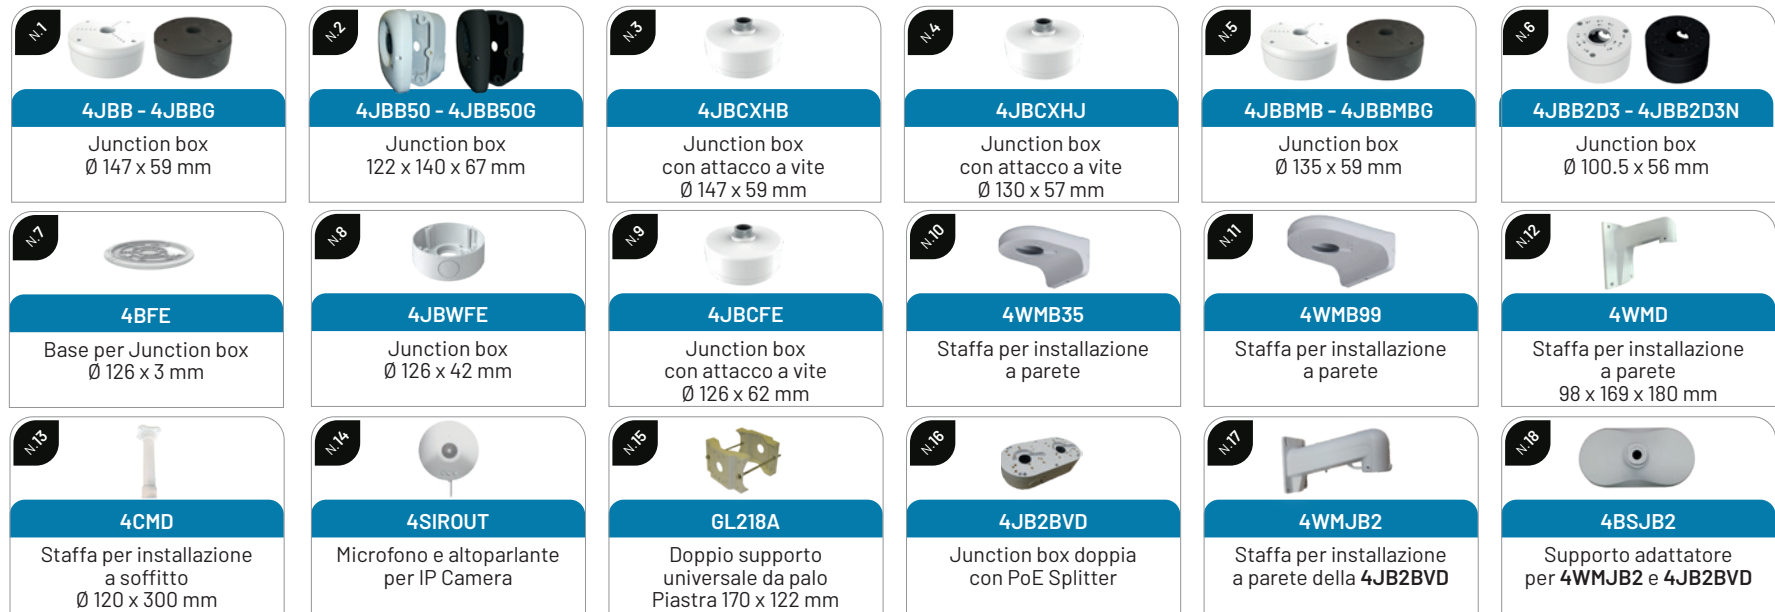 N.1
4JBB - 4JBBG
Junction box
Ø 147 x 59 mm
N.2
4JBB50 - 4JBB50G
Junction box
122 x 140 x 67 mm
N.3
4JBCXHB
Junction box
con attacco a vite
Ø 147 x 59 mm
N.4
4JBCXHJ
Junction box
con attacco a vite
Ø 130 x 57 mm
N.5
4JBBMB - 4JBBMBG
Junction box
Ø 135 x 59 mm
N.6
4JBB2D3 - 4JBB2D3N
Junction box
Ø 100.5 x 56 mm
N.7
4BFE
Base per Junction box
Ø 126 x 3 mm
N.8
4JBWFE
Junction box
Ø 126 x 42 mm
N.9
4JBCFE
Junction box
con attacco a vite
Ø 126 x 62 mm
N.10
4WMB35
Staffa per installazione
a parete
N.11
4WMB99
Staffa per installazione
a parete
N.12
4WMD
Staffa per installazione
a parete
98 x 169 x 180 mm
N.13
4CMD
Staffa per installazione
a soffitto
Ø 120 x 300 mm
N.14
4SIROUT
Microfono e altoparlante
per IP Camera
N.15
GL218A
Doppio supporto
universale da palo
Piastra 170 x 122 mm
N.16
4JB2BVD
Junction box doppia
con PoE Splitter
N.17
4WMJB2
Staffa per installazione
a parete della 4JB2BVD
N.18
4BSJB2
Supporto adattatore
per 4WMJB2 e 4JB2BVD